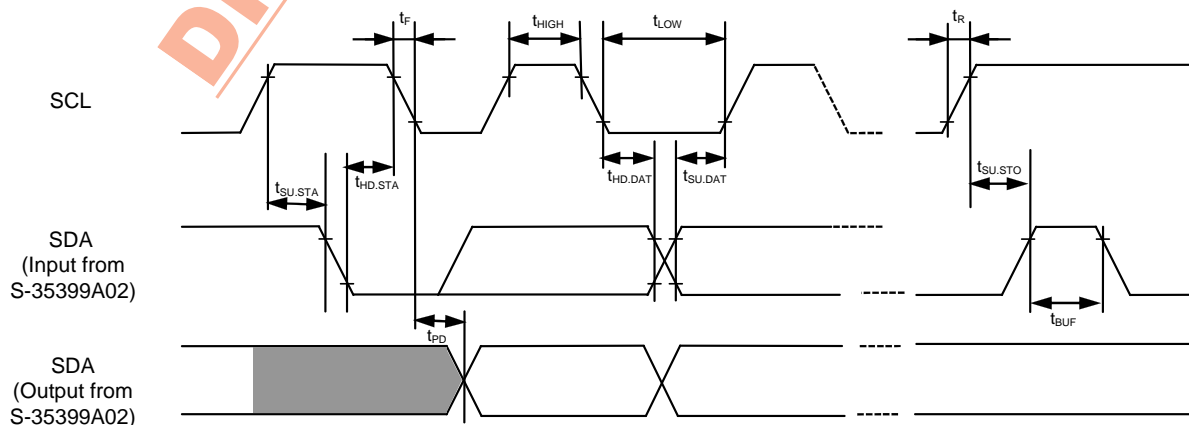 tF
tHIGH
tLOW
tR
SCL
tSU.STA
tHD.STA
tHD.DAT
tSU.DAT
tSU.STO
SDA
(Input from
S-35399A02)
tBUF
tPD
SDA
(Output from
S-35399A02)